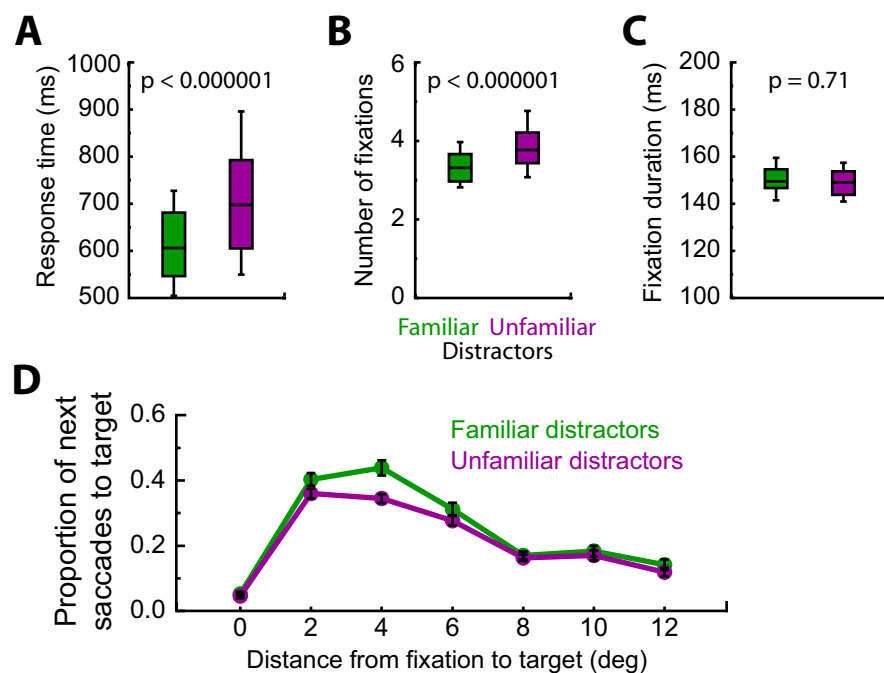 A
Response time (ms)
1000
900
800
700
600
500
p < 0.000001
B
Number of fixations
6
4
2
0
p < 0.000001
C
Fixation duration (ms)
200
180
160
140
120
100
p = 0.71
Familiar Unfamiliar
Distractors
D
Proportion of next
saccades to target
0.6
0.4
0.2
0.0
Familiar distractors
Unfamiliar distractors
0 2 4 6 8 10 12
Distance from fixation to target (deg)